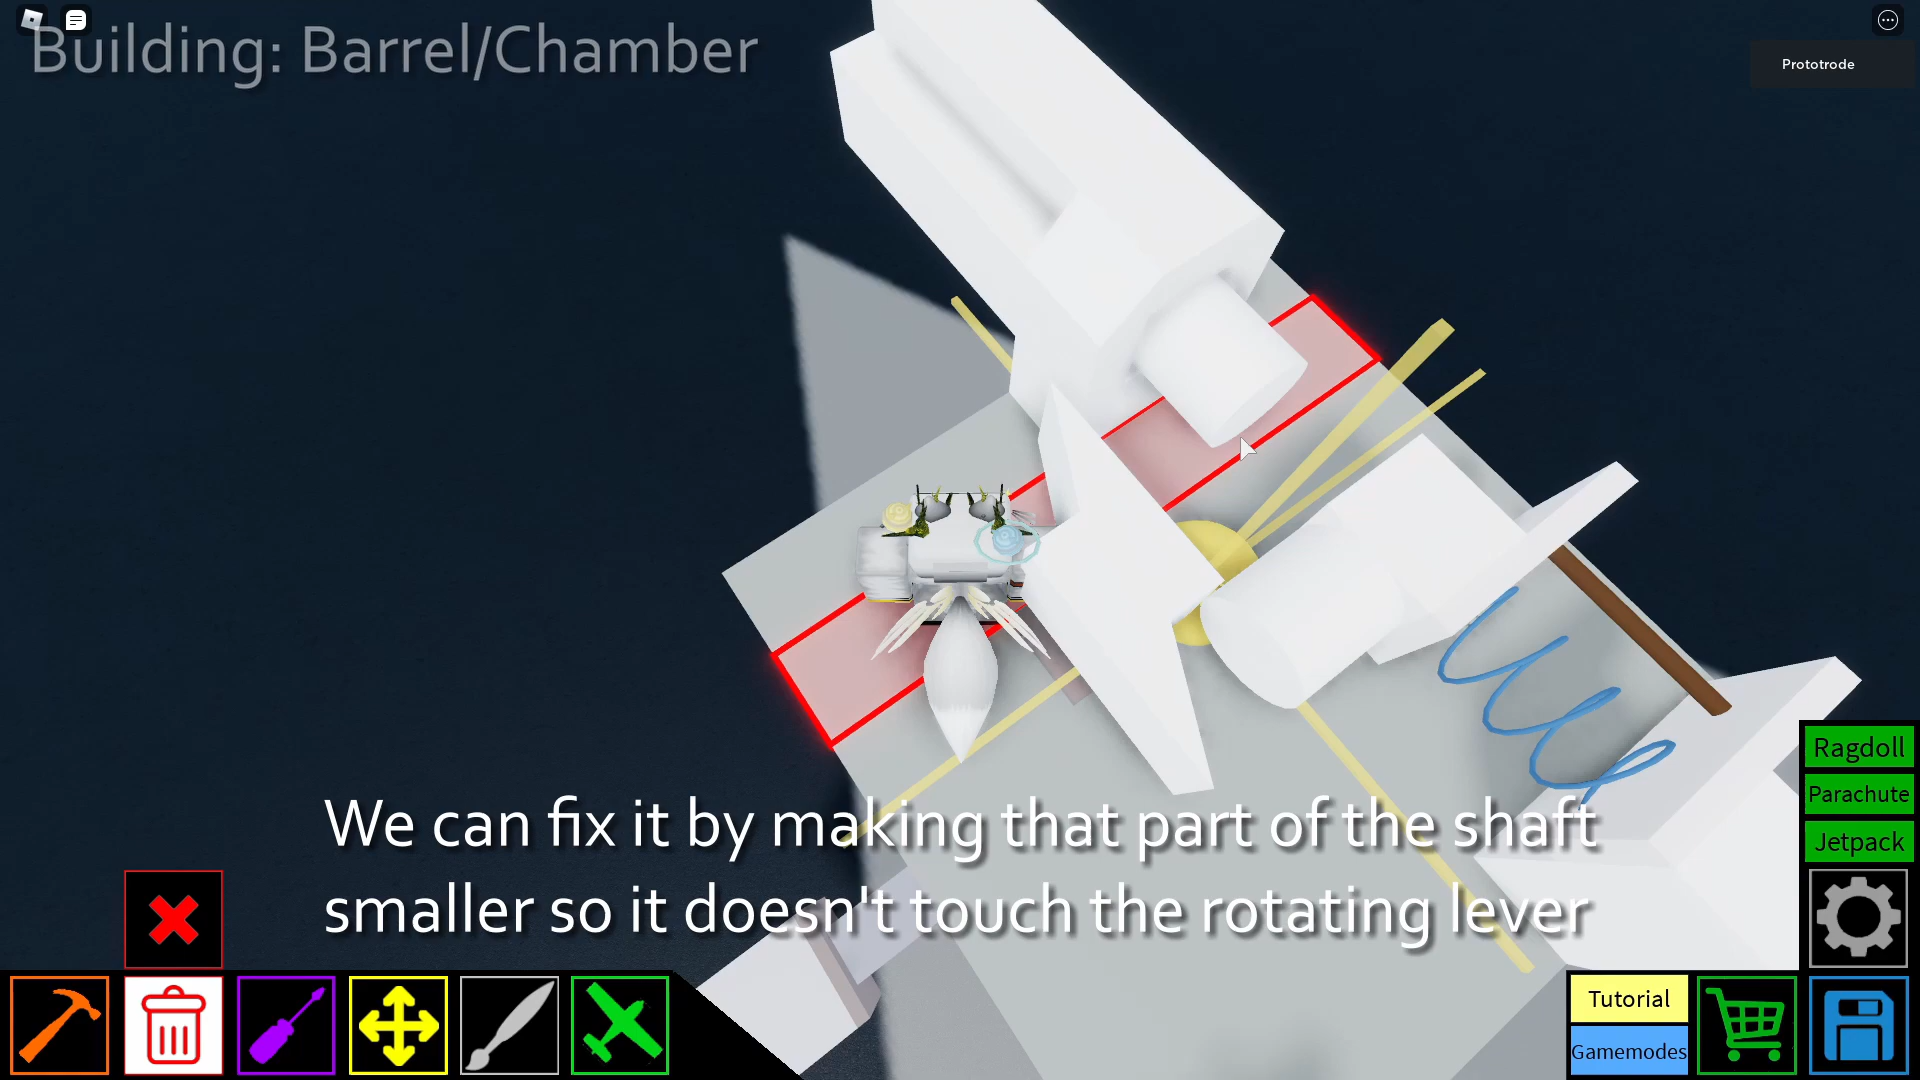 Building: Barrel/Chamber
Prototrode
We can fix it by making that part of the shaft
smaller so it doesn't touch the rotating lever
Ragdoll
Parachute
Jetpack
Tutorial
Gamemodes